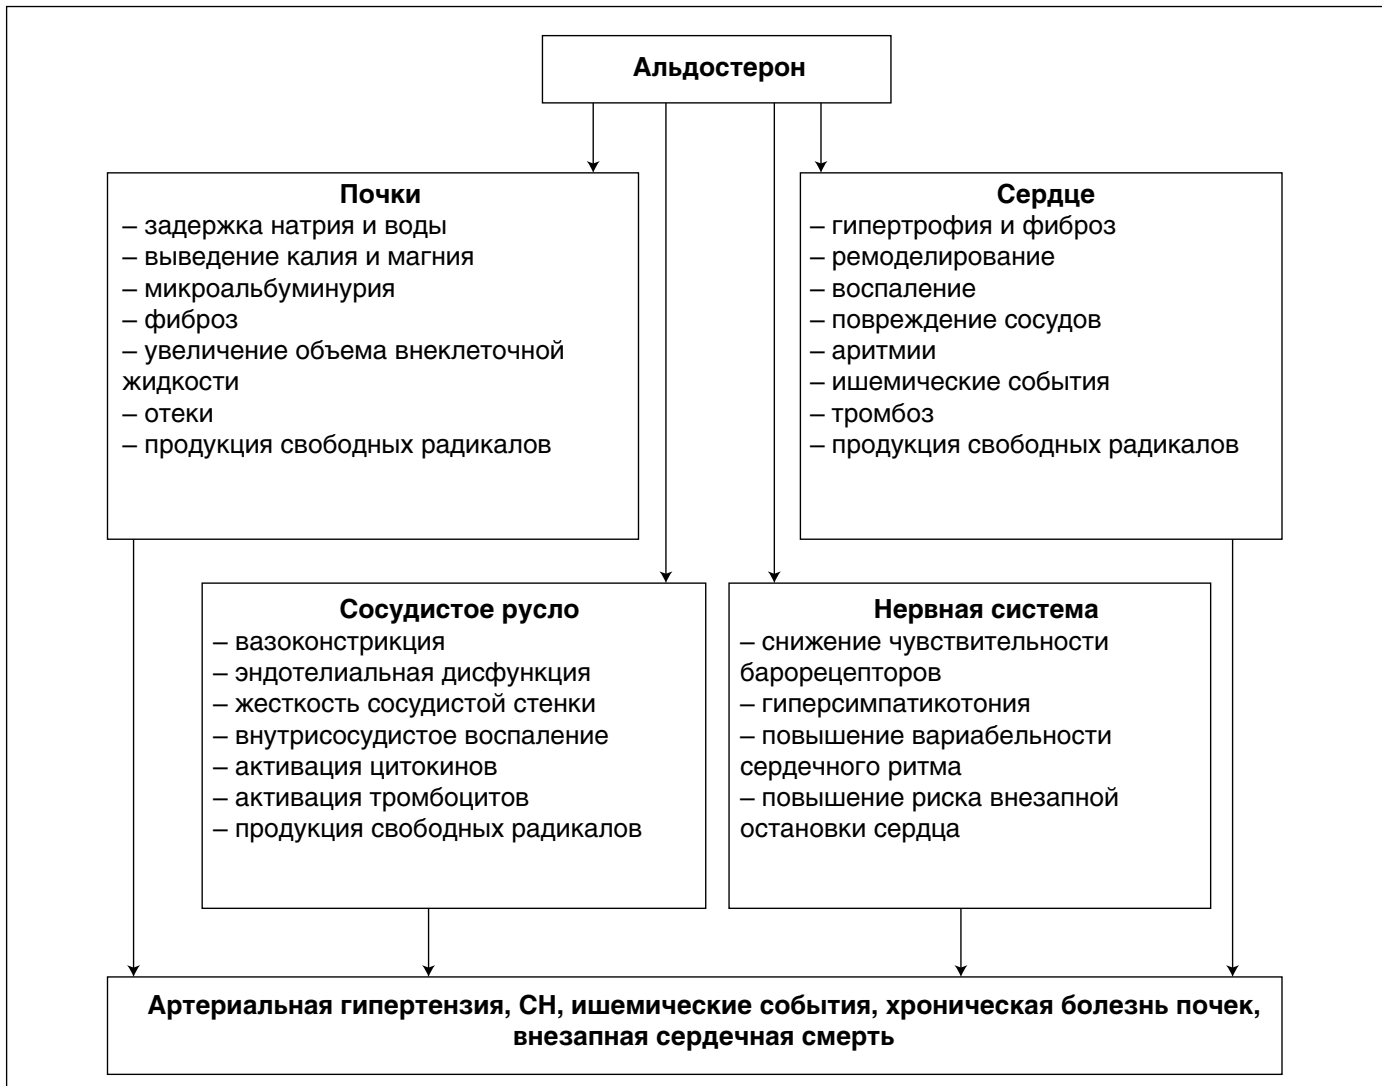 Альдостерон
Почки
– задержка натрия и воды
– выведение калия и магния
– микроальбуминурия
– фиброз
– увеличение объема внеклеточной
жидкости
– отеки
– продукция свободных радикалов
Сердце
– гипертрофия и фиброз
– ремоделирование
– воспаление
– повреждение сосудов
– аритмии
– ишемические события
– тромбоз
– продукция свободных радикалов
Сосудистое русло
– вазоконстрикция
– эндотелиальная дисфункция
– жесткость сосудистой стенки
– внутрисосудистое воспаление
– активация цитокинов
– активация тромбоцитов
– продукция свободных радикалов
Нервная система
– снижение чувствительности
барорецепторов
– гиперсимпатикотония
– повышение вариабельности
сердечного ритма
– повышение риска внезапной
остановки сердца
Артериальная гипертензия, СН, ишемические события, хроническая болезнь почек,
внезапная сердечная смерть